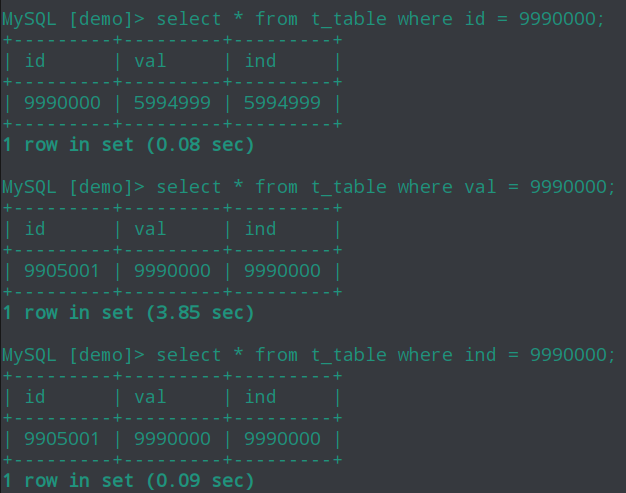 MySQL [demo]> select * from t_table where id = 9990000;
+---------+---------+---------+
| id      | val     | ind     |
+---------+---------+---------+
| 9990000 | 5994999 | 5994999 |
+---------+---------+---------+
1 row in set (0.08 sec)

MySQL [demo]> select * from t_table where val = 9990000;
+---------+---------+---------+
| id      | val     | ind     |
+---------+---------+---------+
| 9905001 | 9990000 | 9990000 |
+---------+---------+---------+
1 row in set (3.85 sec)

MySQL [demo]> select * from t_table where ind = 9990000;
+---------+---------+---------+
| id      | val     | ind     |
+---------+---------+---------+
| 9905001 | 9990000 | 9990000 |
+---------+---------+---------+
1 row in set (0.09 sec)